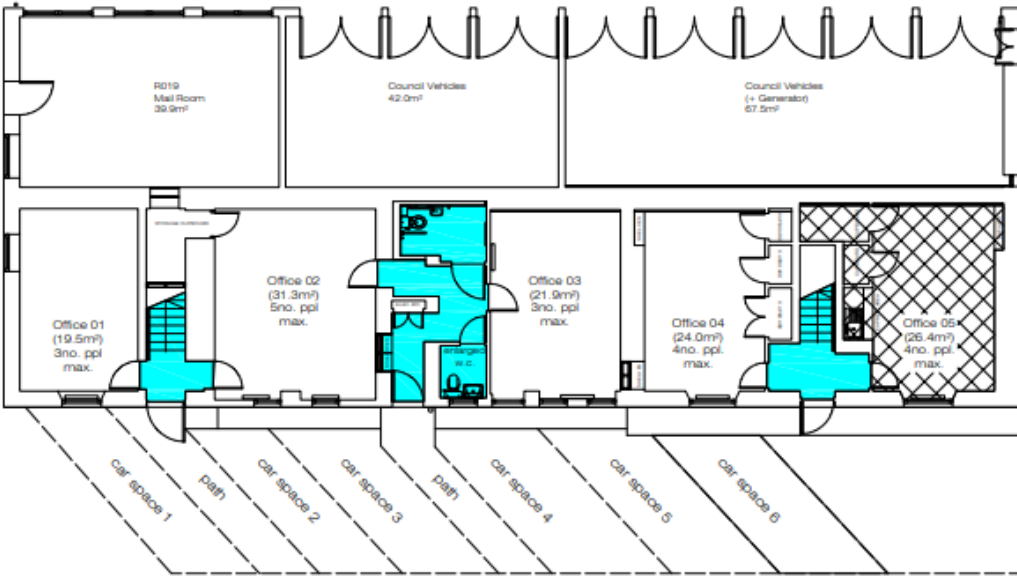 R019
Mail Room
39.9m²
Council Vehicles
42.0m²
Council Vehicles
(+ Generator)
67.5m²
Office 01
(19.5m²)
3no. ppl
max.
Office 02
(31.3m²)
5no. ppl
max.
enlarged
w.c.
Office 03
(21.9m²)
3no. ppl
max.
Office 04
(24.0m²)
4no. ppl.
max.
Office 05
(26.4m²)
4no. ppl.
max.
car space 1
path
car space 2
car space 3
path
car space 4
car space 5
car space 6